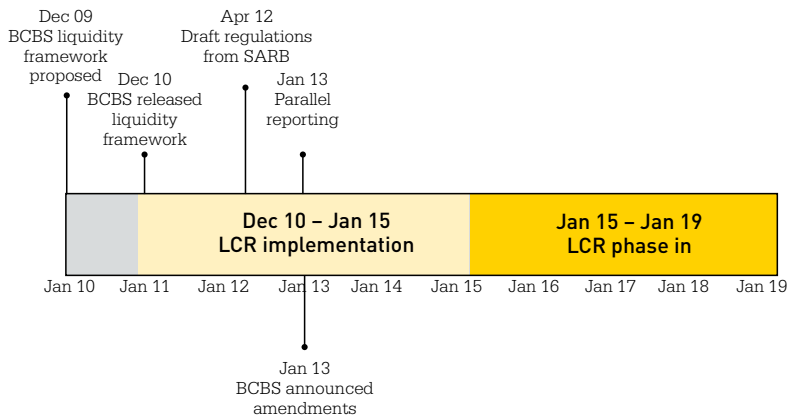 Dec 09
BCBS liquidity
framework
proposed
Dec 10
BCBS released
liquidity
framework
Apr 12
Draft regulations
from SARB
Jan 13
Parallel
reporting
Dec 10 – Jan 15
LCR implementation
Jan 15 – Jan 19
LCR phase in
Jan 10 Jan 11 Jan 12 Jan 13 Jan 14 Jan 15 Jan 16 Jan 17 Jan 18 Jan 19
Jan 13
BCBS announced
amendments